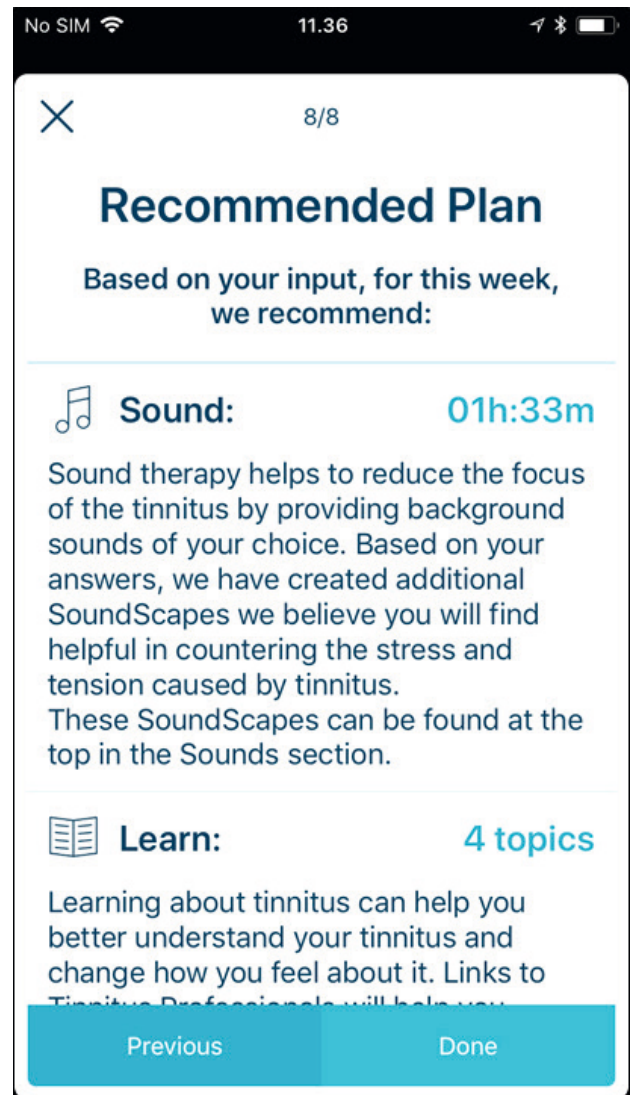 No SIM 11.36
8/8
Recommended Plan
Based on your input, for this week,
we recommend:
Sound: 01h:33m
Sound therapy helps to reduce the focus
of the tinnitus by providing background
sounds of your choice. Based on your
answers, we have created additional
SoundScapes we believe you will find
helpful in countering the stress and
tension caused by tinnitus.
These SoundScapes can be found at the
top in the Sounds section.
Learn: 4 topics
Learning about tinnitus can help you
better understand your tinnitus and
change how you feel about it. Links to
Tinnitus Professionals will help you
Previous Done